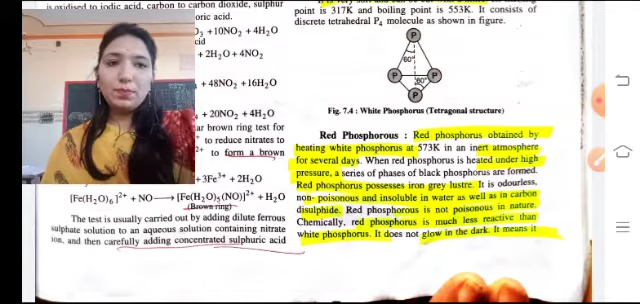 is oxidised to iodic acid, carbon to carbon dioxide, sulphur
oric acid.
+10NO₂ + 4H₂O
cid
+ 2H₂O + 4NO₂
+ 48NO₂ +16H₂O
+ 20NO₂ + 4H₂O
ar brown ring test for
to reduce nitrates to
to form a brown
+ 3Fe³⁺ + 2H₂O
[Fe(H₂O)₆]²⁺ + NO ⟶ [Fe(H₂O)₅(NO)]²⁺ + H₂O
(Brown ring)
The test is usually carried out by adding dilute ferrous
sulphate solution to an aqueous solution containing nitrate
ion, and then carefully adding concentrated sulphuric acid
point is 317K and boiling point is 553K. It consists of
discrete tetrahedral P₄ molecule as shown in figure.
P
60°
P P
60°
P
Fig. 7.4 : White Phosphorus (Tetragonal structure)
Red Phosphorous : Red phosphorus obtained by
heating white phosphorus at 573K in an inert atmosphere
for several days. When red phosphorus is heated under high
pressure, a series of phases of black phosphorus are formed.
Red phosphorus possesses iron grey lustre. It is odourless,
non- poisonous and insoluble in water as well as in carbon
disulphide. Red phosphorus is not poisonous in nature.
Chemically, red phosphorus is much less reactive than
white phosphorus. It does not glow in the dark. It means it